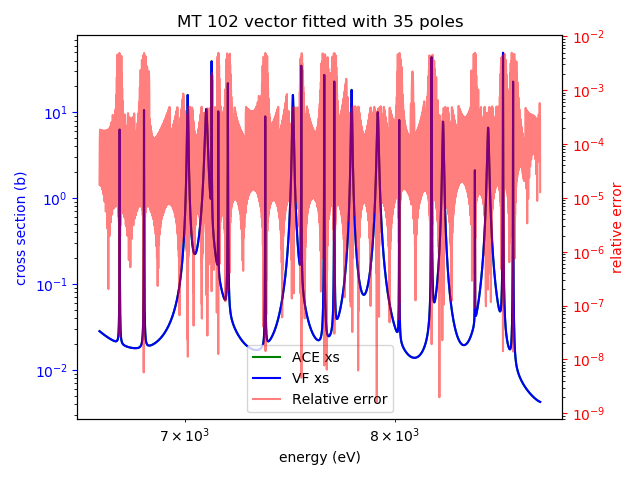 MT 102 vector fitted with 35 poles
cross section (b)
10¹
10⁰
10⁻¹
10⁻²
10⁻²
10⁻³
10⁻⁴
10⁻⁵
10⁻⁶
10⁻⁷
10⁻⁸
10⁻⁹
relative error
ACE xs
VF xs
Relative error
7 × 10³
8 × 10³
energy (eV)